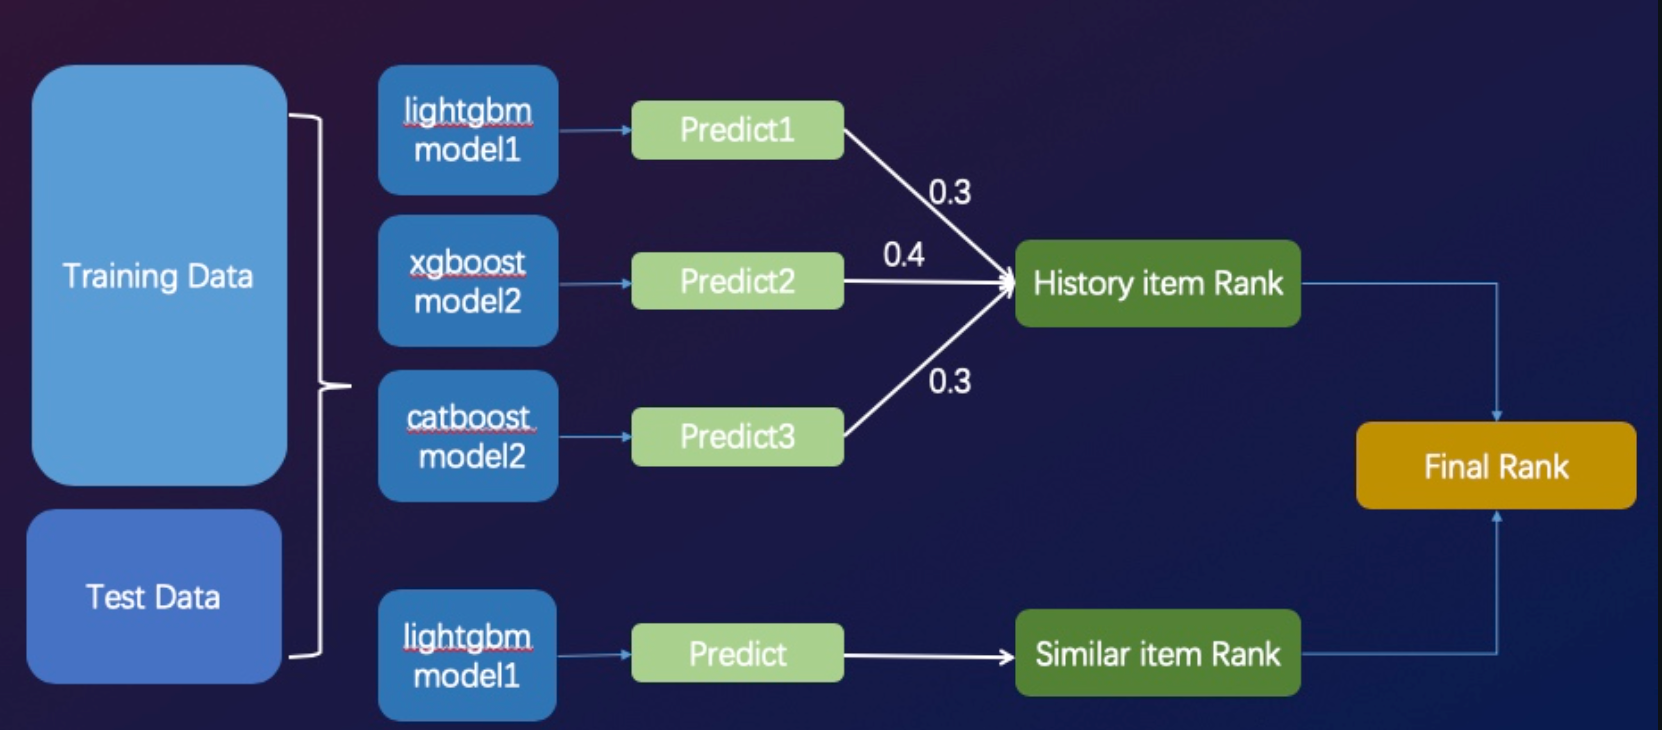 Training Data
Test Data
lightgbm
model1
xgboost
model2
catboost
model2
lightgbm
model1
Predict1
Predict2
Predict3
Predict
0.3
0.4
0.3
History item Rank
Similar item Rank
Final Rank